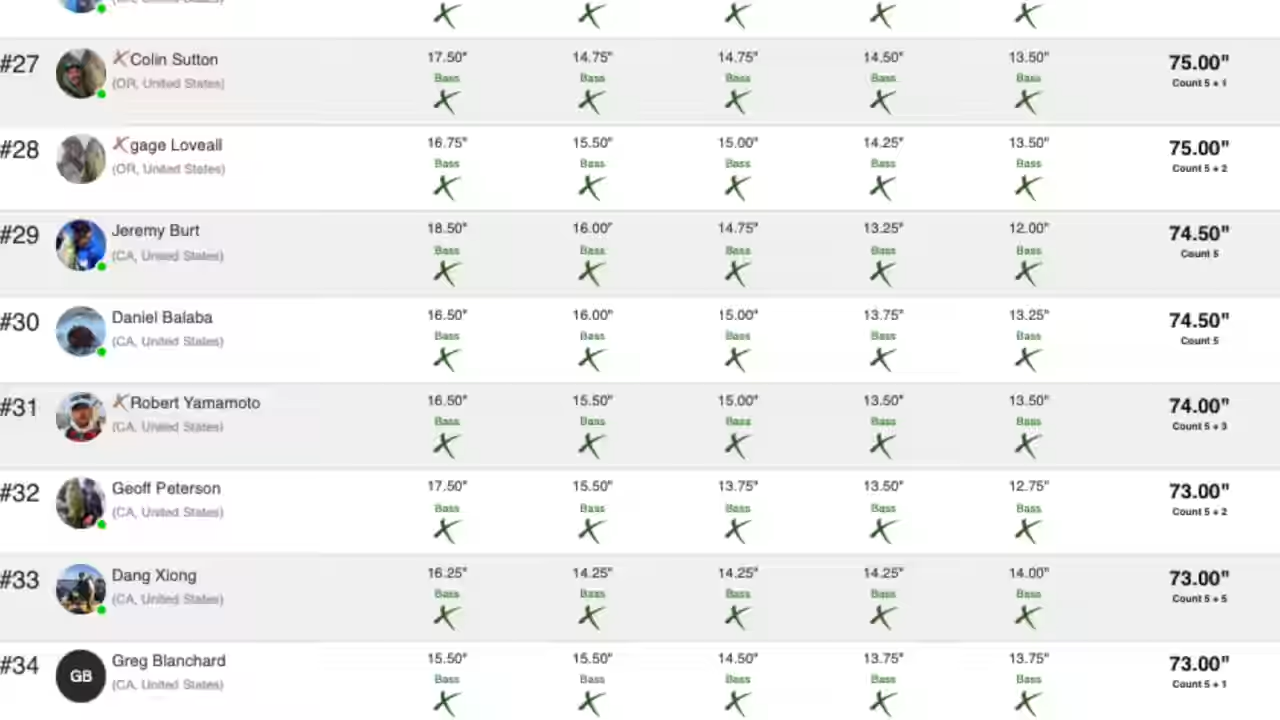 #27 Colin Sutton 17.50" 14.75" 14.75" 14.50" 13.50" 75.00"
(OR, United States) Bass Bass Bass Bass Bass Count 5 + 1
#28 gage Loveall 16.75" 15.50" 15.00" 14.25" 13.50" 75.00"
(OR, United States) Bass Bass Bass Bass Bass Count 5 + 2
#29 Jeremy Burt 18.50" 16.00" 14.75" 13.25" 12.00" 74.50"
(CA, United States) Bass Bass Bass Bass Bass Count 5
#30 Daniel Balaba 16.50" 16.00" 15.00" 13.75" 13.25" 74.50"
(CA, United States) Bass Bass Bass Bass Bass Count 5
#31 Robert Yamamoto 16.50" 15.50" 15.00" 13.50" 13.50" 74.00"
(CA, United States) Bass Bass Bass Bass Bass Count 5 + 3
#32 Geoff Peterson 17.50" 15.50" 13.75" 13.50" 12.75" 73.00"
(CA, United States) Bass Bass Bass Bass Bass Count 5 + 2
#33 Dang Xiong 16.25" 14.25" 14.25" 14.25" 14.00" 73.00"
(CA, United States) Bass Bass Bass Bass Bass Count 5 + 5
#34 GB Greg Blanchard 15.50" 15.50" 14.50" 13.75" 13.75" 73.00"
(CA, United States) Bass Bass Bass Bass Bass Count 5 + 1